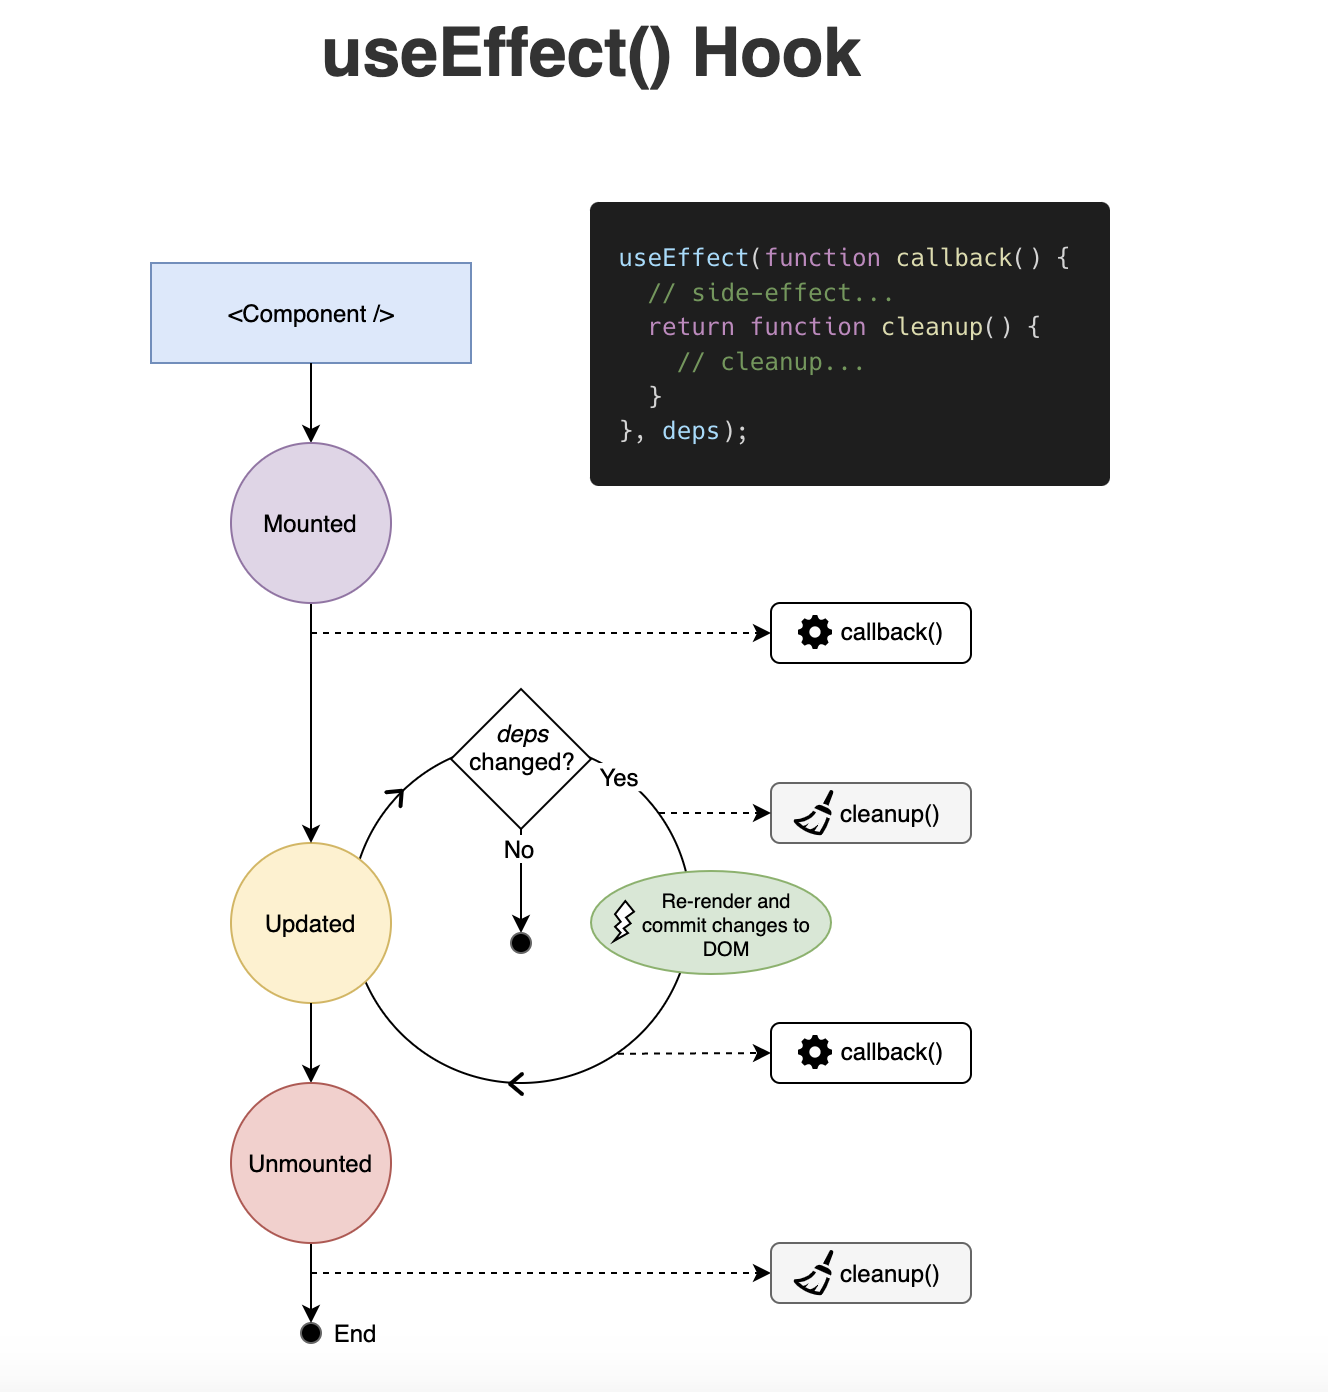 useEffect() Hook
useEffect(function callback() {
// side-effect...
return function cleanup() {
// cleanup...
}
}, deps);
<Component />
Mounted
callback()
deps
changed?
Yes
cleanup()
No
Updated
Re-render and
commit changes to
DOM
callback()
Unmounted
cleanup()
End